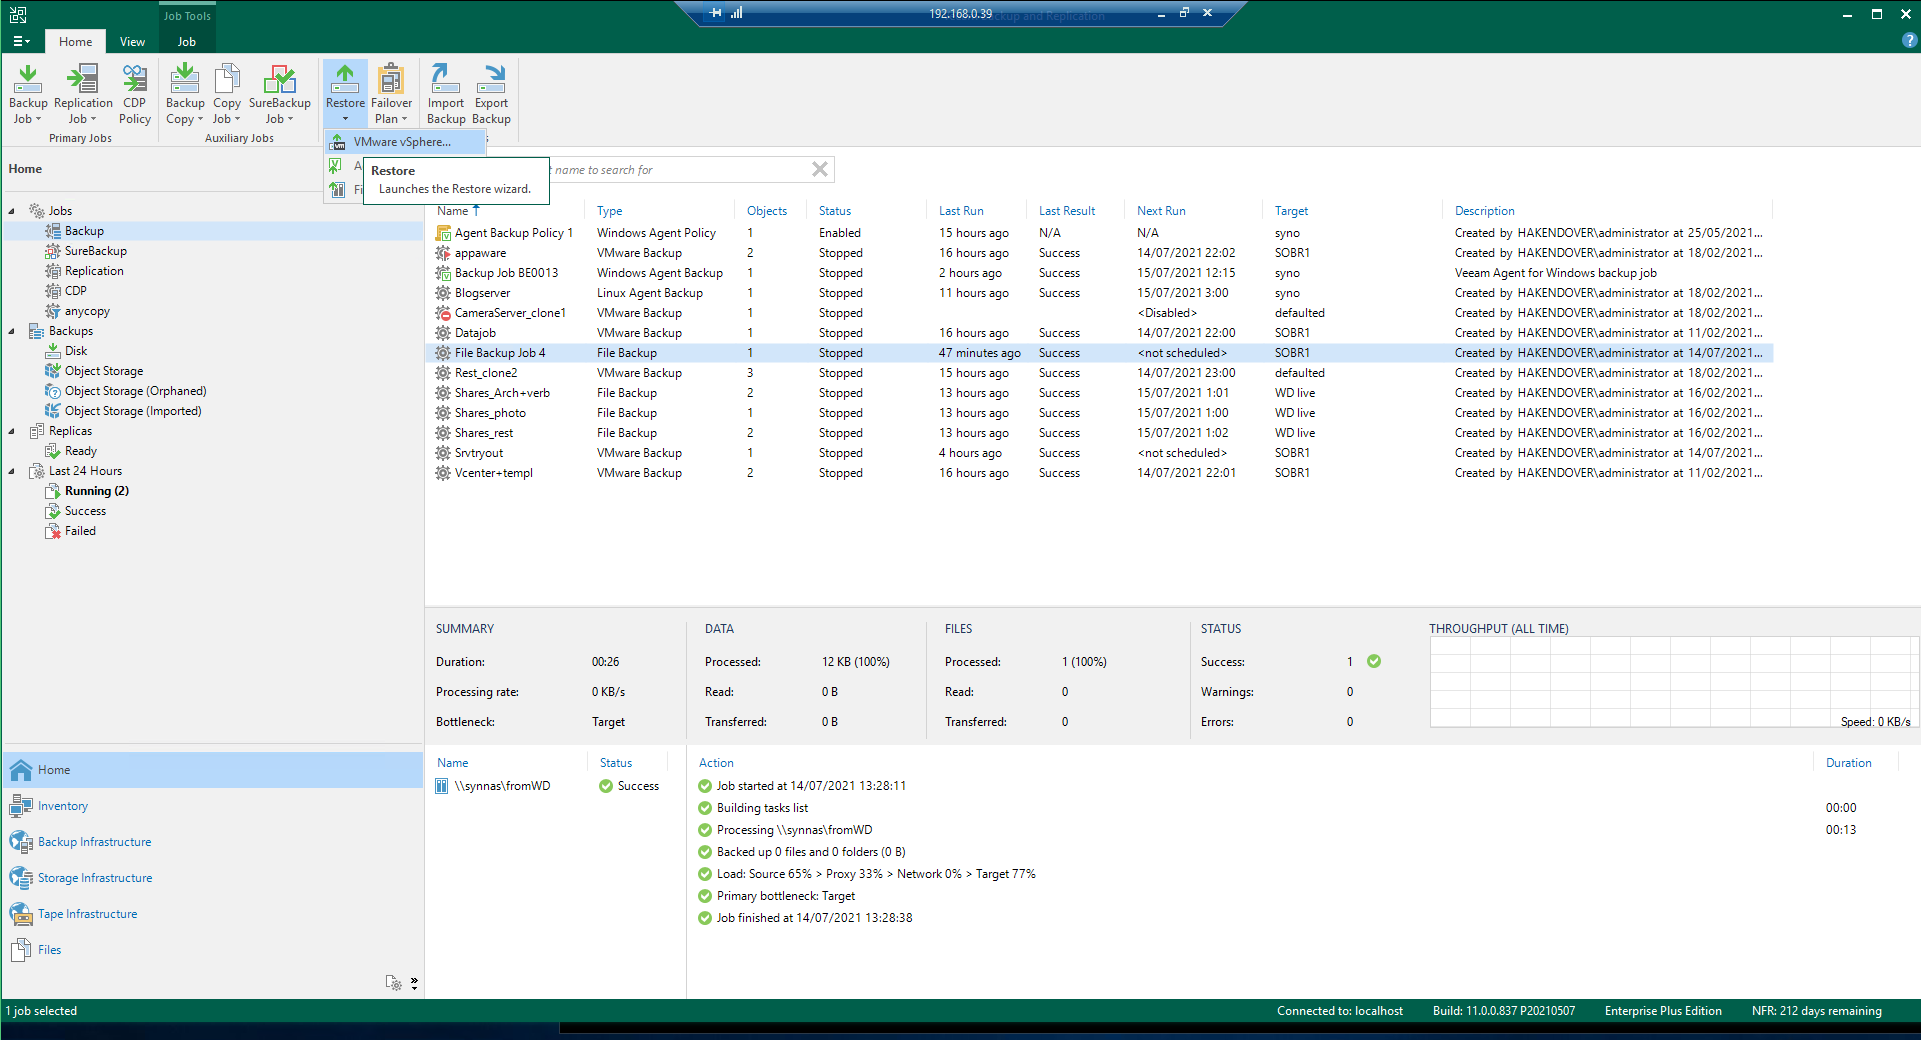 Job Tools
192.168.0.39
ckup and Replication
Home
View
Job
Backup Job
Replication Job
CDP Policy
Backup Copy
Copy Job
SureBackup Job
Restore
Failover Plan
Import Backup
Export Backup
Primary Jobs
Auxiliary Jobs
s
VMware vSphere...
A
Fi
Restore
Launches the Restore wizard.
Home
t name to search for
Jobs
Backup
SureBackup
Replication
CDP
anycopy
Backups
Disk
Object Storage
Object Storage (Orphaned)
Object Storage (Imported)
Replicas
Ready
Last 24 Hours
Running (2)
Success
Failed
Name Type Objects Status Last Run Last Result Next Run Target Description
Agent Backup Policy 1 Windows Agent Policy 1 Enabled 15 hours ago N/A N/A syno Created by HAKENDOVER\administrator at 25/05/2021...
appaware VMware Backup 2 Stopped 16 hours ago Success 14/07/2021 22:02 SOBR1 Created by HAKENDOVER\administrator at 18/02/2021...
Backup Job BE0013 Windows Agent Backup 1 Stopped 2 hours ago Success 15/07/2021 12:15 syno Veeam Agent for Windows backup job
Blogserver Linux Agent Backup 1 Stopped 11 hours ago Success 15/07/2021 3:00 syno Created by HAKENDOVER\administrator at 18/02/2021...
CameraServer_clone1 VMware Backup 1 Stopped <Disabled> defaulted Created by HAKENDOVER\administrator at 18/02/2021...
Datajob VMware Backup 1 Stopped 16 hours ago Success 14/07/2021 22:00 SOBR1 Created by HAKENDOVER\administrator at 11/02/2021...
File Backup Job 4 File Backup 1 Stopped 47 minutes ago Success <not scheduled> SOBR1 Created by HAKENDOVER\administrator at 14/07/2021...
Rest_clone2 VMware Backup 3 Stopped 15 hours ago Success 14/07/2021 23:00 defaulted Created by HAKENDOVER\administrator at 18/02/2021...
Shares_Arch+verb File Backup 2 Stopped 13 hours ago Success 15/07/2021 1:01 WD live Created by HAKENDOVER\administrator at 16/02/2021...
Shares_photo File Backup 1 Stopped 13 hours ago Success 15/07/2021 1:00 WD live Created by HAKENDOVER\administrator at 16/02/2021...
Shares_rest File Backup 2 Stopped 13 hours ago Success 15/07/2021 1:02 WD live Created by HAKENDOVER\administrator at 16/02/2021...
Srvtryout VMware Backup 1 Stopped 4 hours ago Success <not scheduled> SOBR1 Created by HAKENDOVER\administrator at 14/07/2021...
Vcenter+templ VMware Backup 2 Stopped 16 hours ago Success 14/07/2021 22:01 SOBR1 Created by HAKENDOVER\administrator at 11/02/2021...
SUMMARY
Duration: 00:26
Processing rate: 0 KB/s
Bottleneck: Target
DATA
Processed: 12 KB (100%)
Read: 0 B
Transferred: 0 B
FILES
Processed: 1 (100%)
Read: 0
Transferred: 0
STATUS
Success: 1
Warnings: 0
Errors: 0
THROUGHPUT (ALL TIME)
Speed: 0 KB/s
Name Status
\\synnas\fromWD Success
Action Duration
Job started at 14/07/2021 13:28:11
Building tasks list 00:00
Processing \\synnas\fromWD 00:13
Backed up 0 files and 0 folders (0 B)
Load: Source 65% > Proxy 33% > Network 0% > Target 77%
Primary bottleneck: Target
Job finished at 14/07/2021 13:28:38
Home
Inventory
Backup Infrastructure
Storage Infrastructure
Tape Infrastructure
Files
1 job selected
Connected to: localhost
Build: 11.0.0.837 P20210507
Enterprise Plus Edition
NFR: 212 days remaining